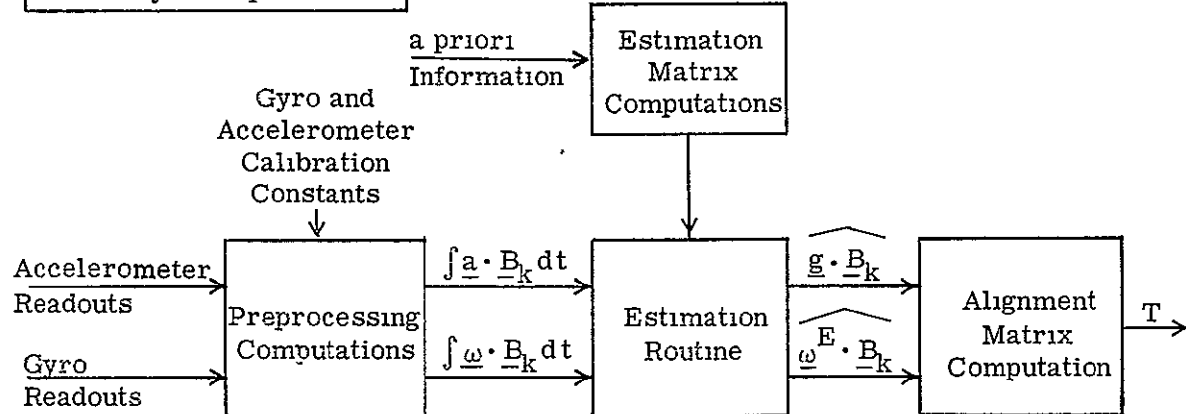 a priori
Information
Estimation
Matrix
Computations
Gyro and
Accelerometer
Calibration
Constants
Accelerometer
Readouts
Gyro
Readouts
Preprocessing
Computations
∫a · B_k dt
∫ω · B_k dt
Estimation
Routine
g · B_k
ω^E · B_k
Alignment
Matrix
Computation
T